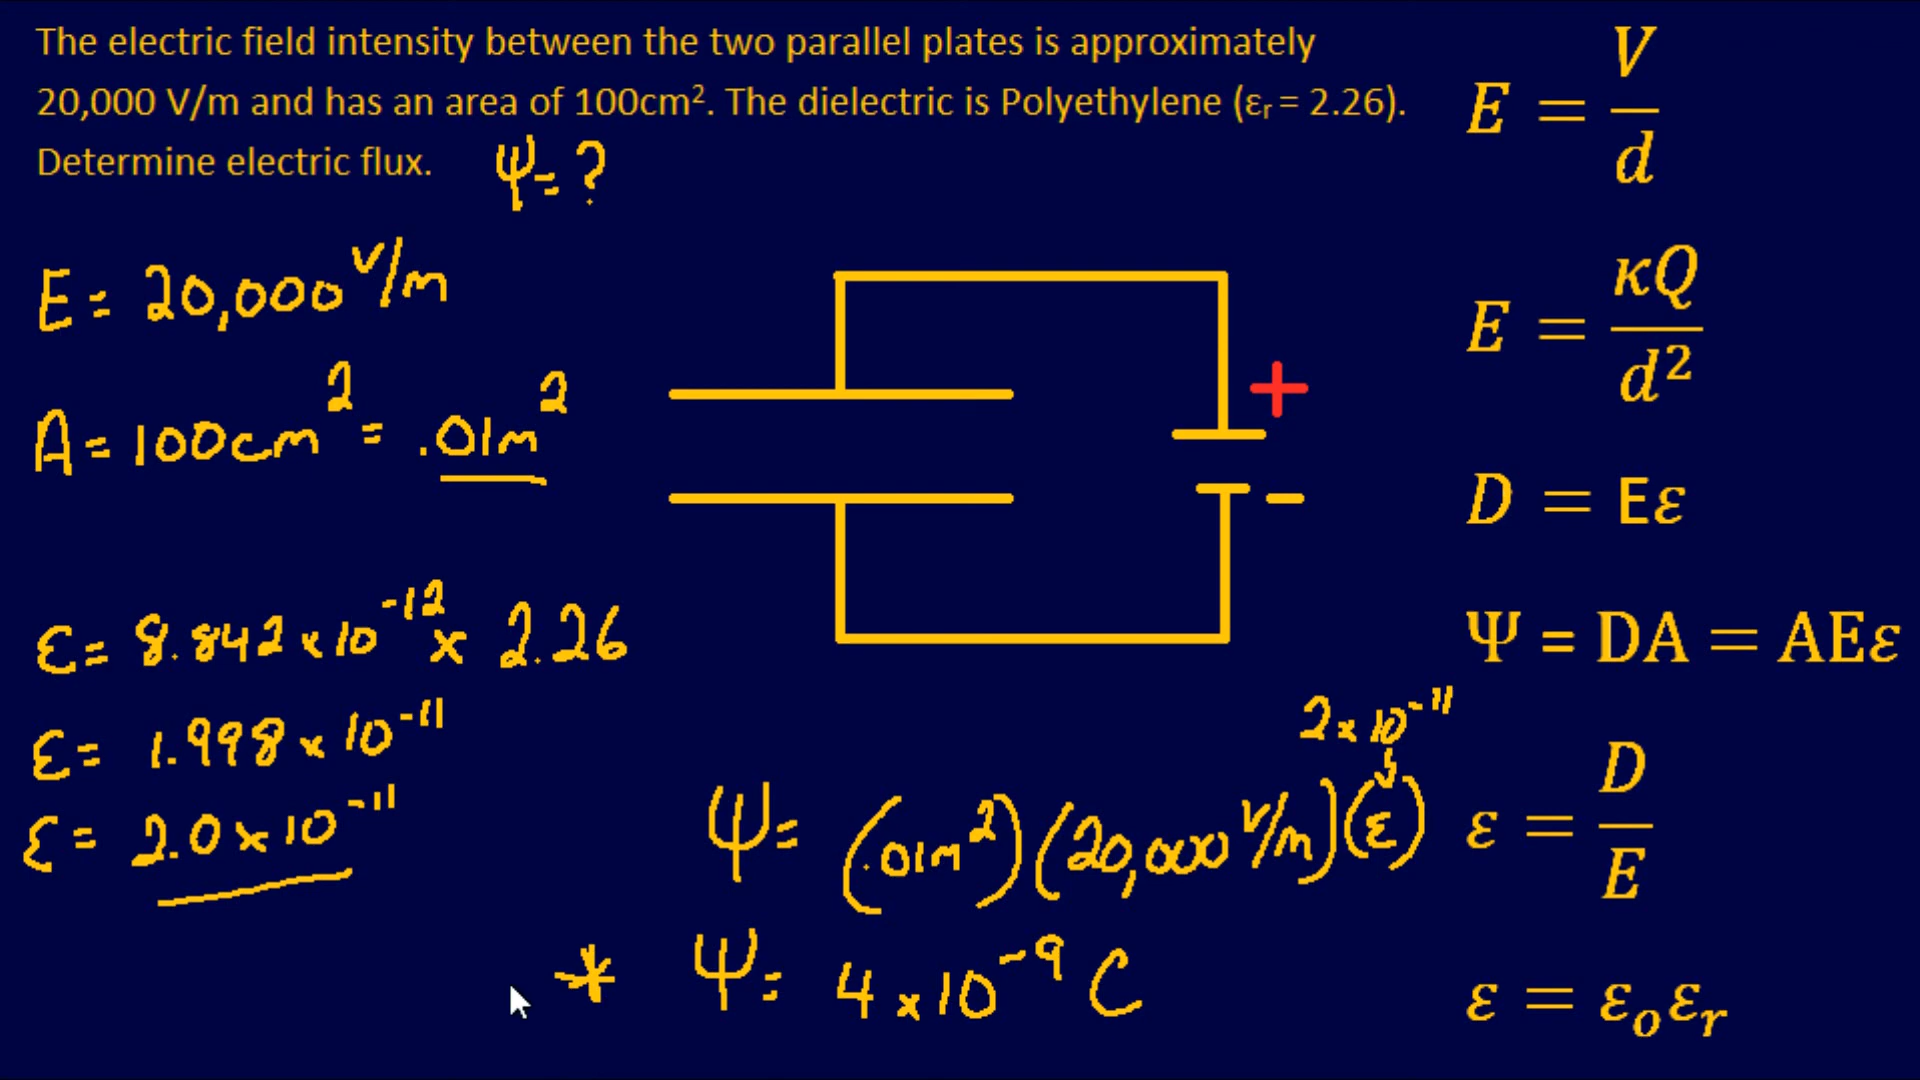 The electric field intensity between the two parallel plates is approximately
20,000 V/m and has an area of 100cm². The dielectric is Polyethylene (εᵣ = 2.26).
Determine electric flux. Ψ = ?
E = 20,000 V/m
A = 100cm² = .01m²
ε = 8.842 x 10⁻¹² x 2.26
ε = 1.998 x 10⁻¹¹
ε = 2.0 x 10⁻¹¹
+
-
2 x 10⁻¹¹
Ψ = (.01m²)(20,000 V/m)(ε)
* Ψ = 4 x 10⁻⁹ C
E = V/d
E = κQ/d²
D = Eε
Ψ = DA = AEε
ε = D/E
ε = εₒεᵣ